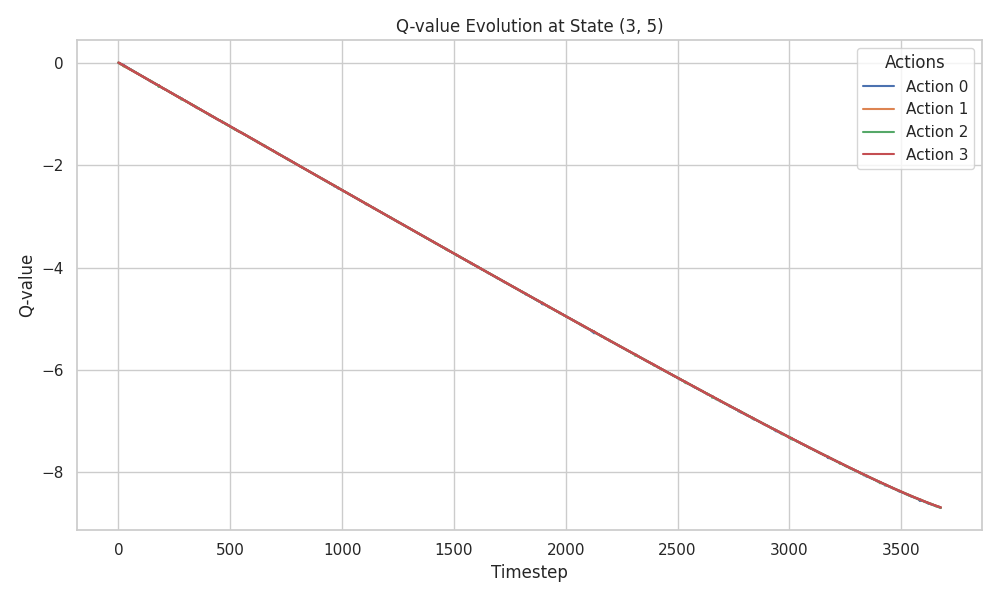 Q-value Evolution at State (3, 5)
Actions
Action 0
Action 1
Action 2
Action 3
Q-value
0
−2
−4
−6
−8
0 500 1000 1500 2000 2500 3000 3500
Timestep